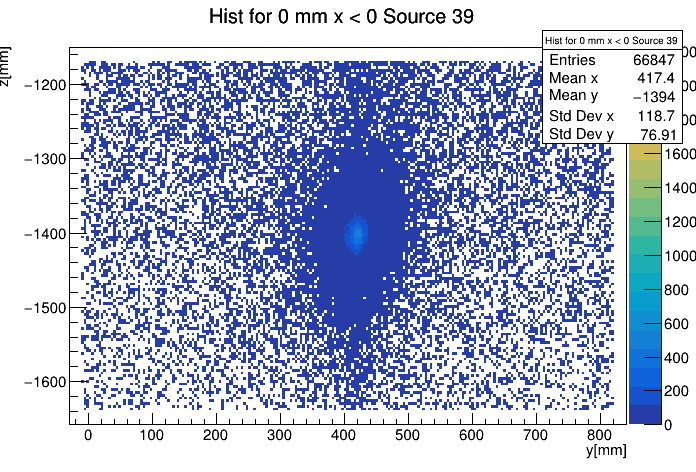 Hist for 0 mm x < 0 Source 39
z[mm]
Hist for 0 mm x < 0 Source 39
Entries 66847
Mean x 417.4
Mean y −1394
Std Dev x 118.7
Std Dev y 76.91
−1200
−1300
−1400
−1500
−1600
1600
1400
1200
1000
800
600
400
200
0
0 100 200 300 400 500 600 700 800
y[mm]